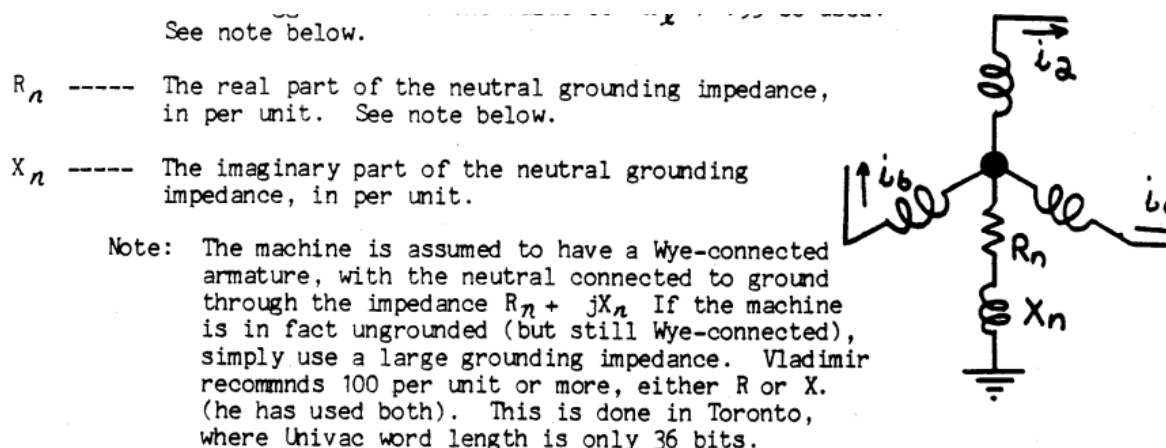 See note below.
R_n ----- The real part of the neutral grounding impedance,
in per unit. See note below.
X_n ----- The imaginary part of the neutral grounding
impedance, in per unit.
Note: The machine is assumed to have a Wye-connected
armature, with the neutral connected to ground
through the impedance R_n + jX_n If the machine
is in fact ungrounded (but still Wye-connected),
simply use a large grounding impedance. Vladimir
recommnds 100 per unit or more, either R or X.
(he has used both). This is done in Toronto,
where Univac word length is only 36 bits.
i_a
i_b
R_n
X_n